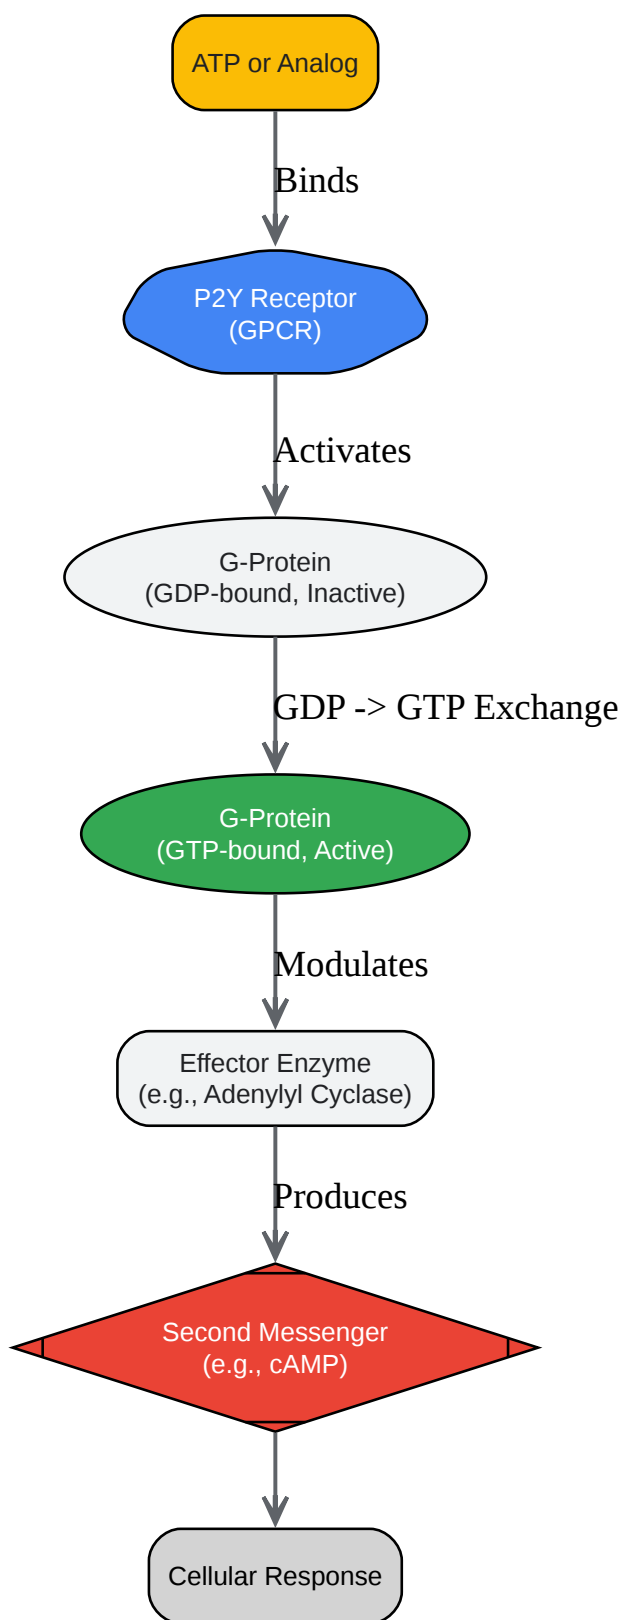 ATP or Analog
Binds
P2Y Receptor
(GPCR)
Activates
G-Protein
(GDP-bound, Inactive)
GDP -> GTP Exchange
G-Protein
(GTP-bound, Active)
Modulates
Effector Enzyme
(e.g., Adenylyl Cyclase)
Produces
Second Messenger
(e.g., cAMP)
Cellular Response